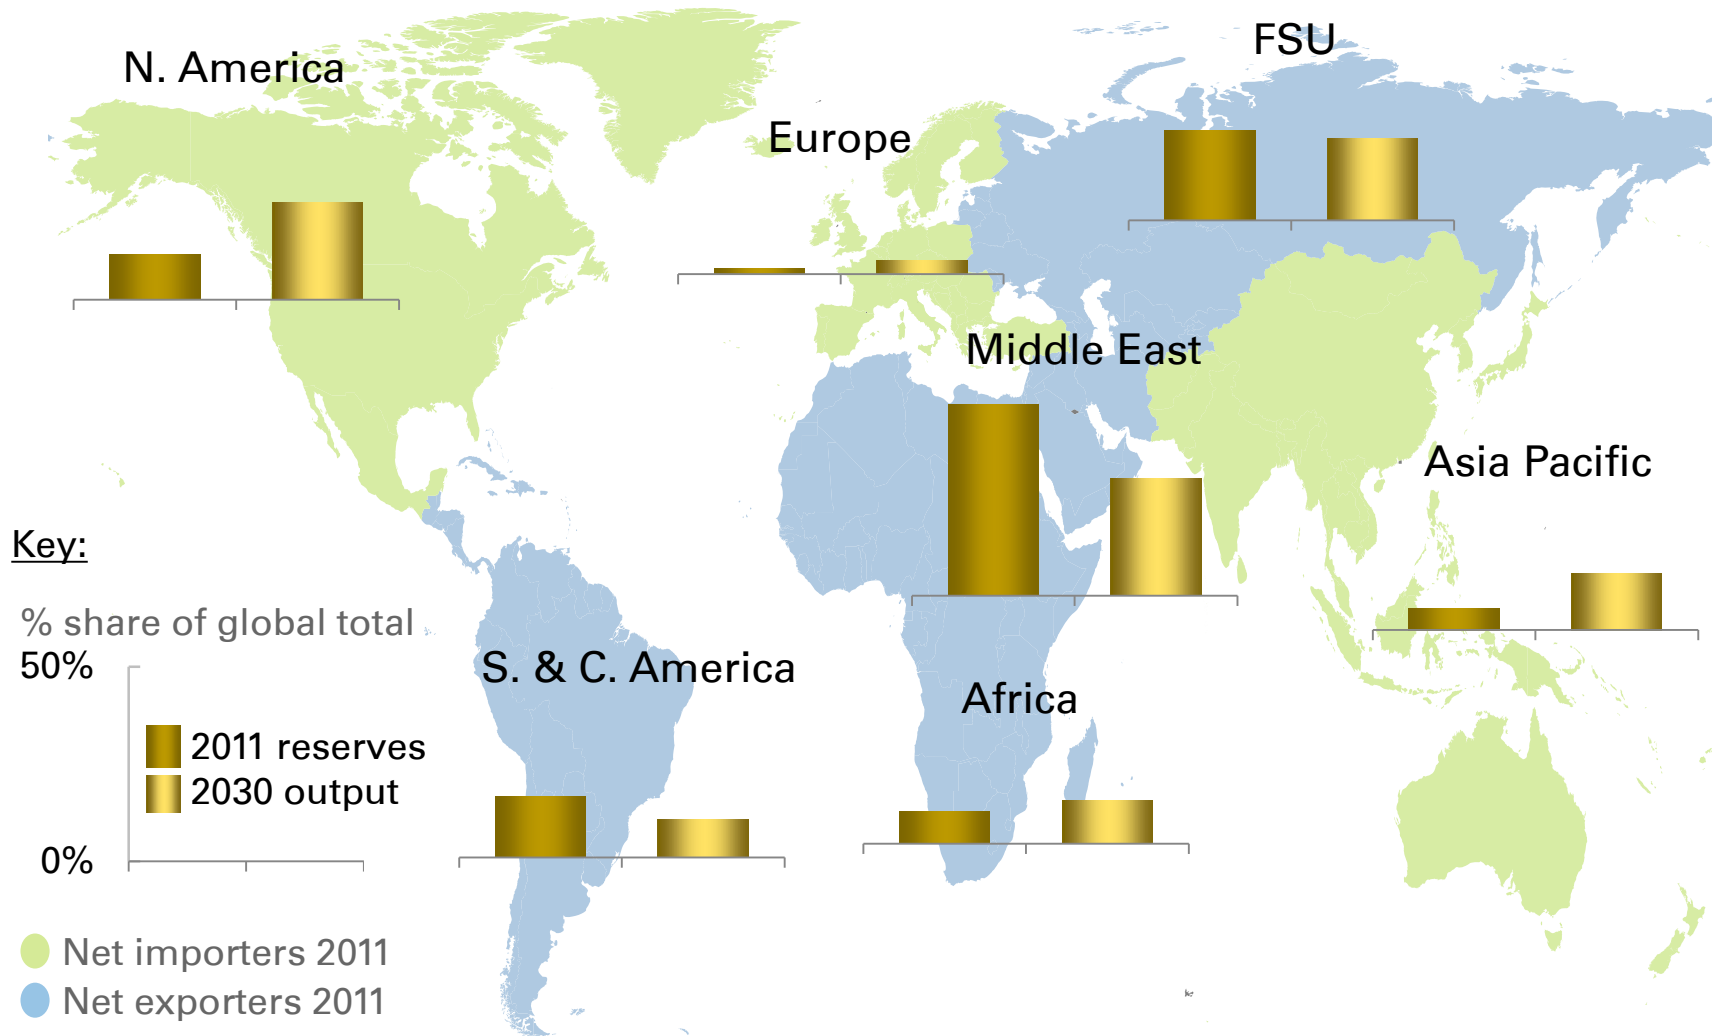 FSU
N. America
Europe
Middle East
Asia Pacific
Key:
% share of global total
50%
S. & C. America
Africa
2011 reserves
2030 output
0%
Net importers 2011
Net exporters 2011